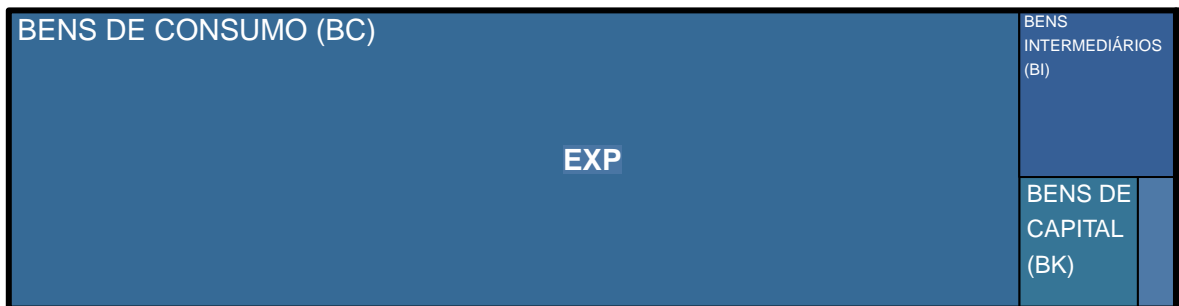 BENS DE CONSUMO (BC)
BENS
INTERMEDIÁRIOS
(BI)
EXP
BENS DE
CAPITAL
(BK)